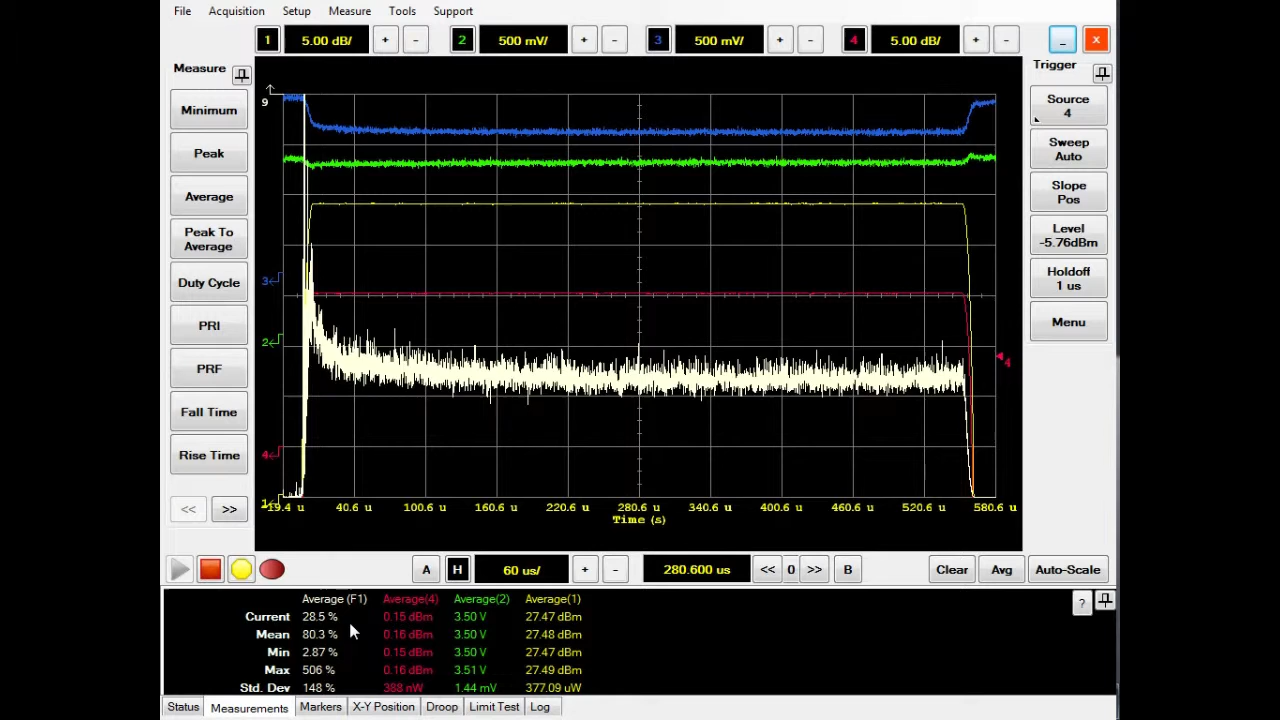 File Acquisition Setup Measure Tools Support
1 5.00 dB/ + - 2 500 mV/ + - 3 500 mV/ + - 4 5.00 dB/ + - _ X
Measure
Minimum
Peak
Average
Peak To
Average
Duty Cycle
PRI
PRF
Fall Time
Rise Time
<< >>
9
3
2
4
1
4
-19.4 u 40.6 u 100.6 u 160.6 u 220.6 u 280.6 u 340.6 u 400.6 u 460.6 u 520.6 u 580.6 u
Time (s)
Trigger
Source
4
Sweep
Auto
Slope
Pos
Level
-5.76dBm
Holdoff
1 us
Menu
A H 60 us/ + - 280.600 us << 0 >> B Clear Avg Auto-Scale
Average (F1) Average(4) Average(2) Average(1) ?
Current 28.5 % 0.15 dBm 3.50 V 27.47 dBm
Mean 80.3 % 0.16 dBm 3.50 V 27.48 dBm
Min 2.87 % 0.15 dBm 3.50 V 27.47 dBm
Max 506 % 0.16 dBm 3.51 V 27.49 dBm
Std. Dev 148 % 388 nW 1.44 mV 377.09 uW
Status Measurements Markers X-Y Position Droop Limit Test Log